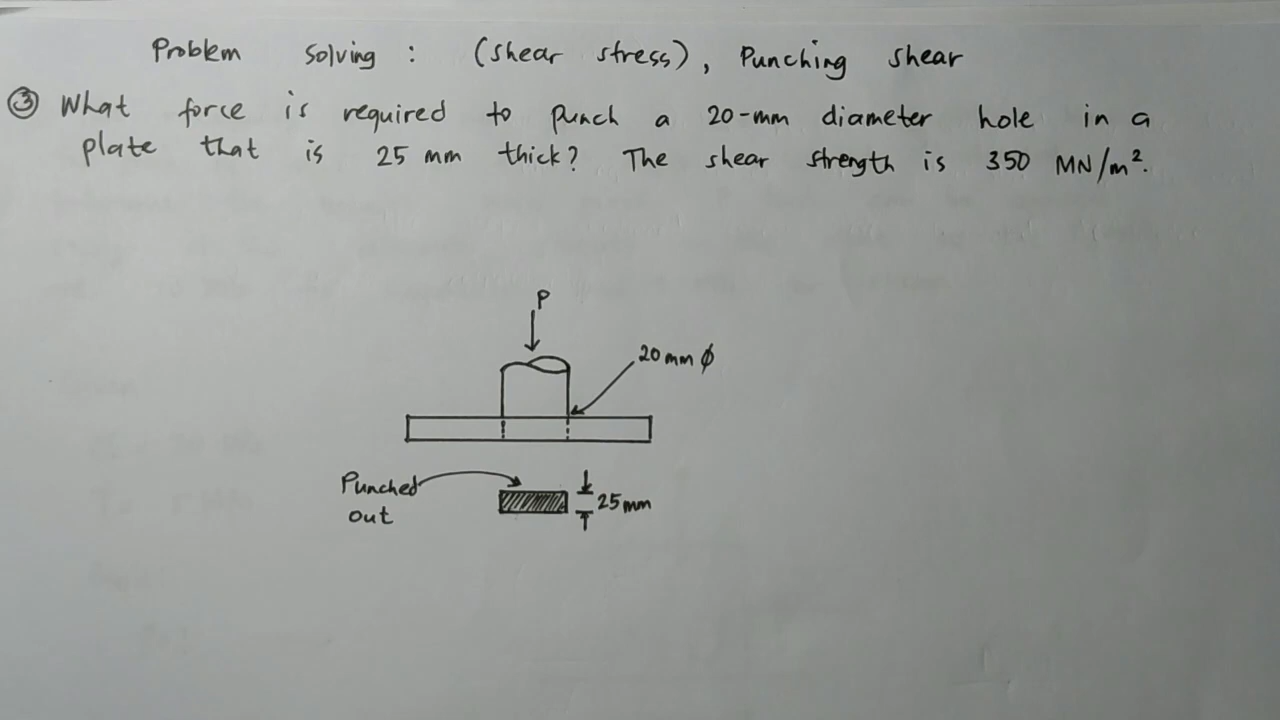 Problem Solving : (shear stress), Punching shear
③ What force is required to punch a 20-mm diameter hole in a
plate that is 25 mm thick? The shear strength is 350 MN/m².
P
20 mm ϕ
Punched
out
25 mm